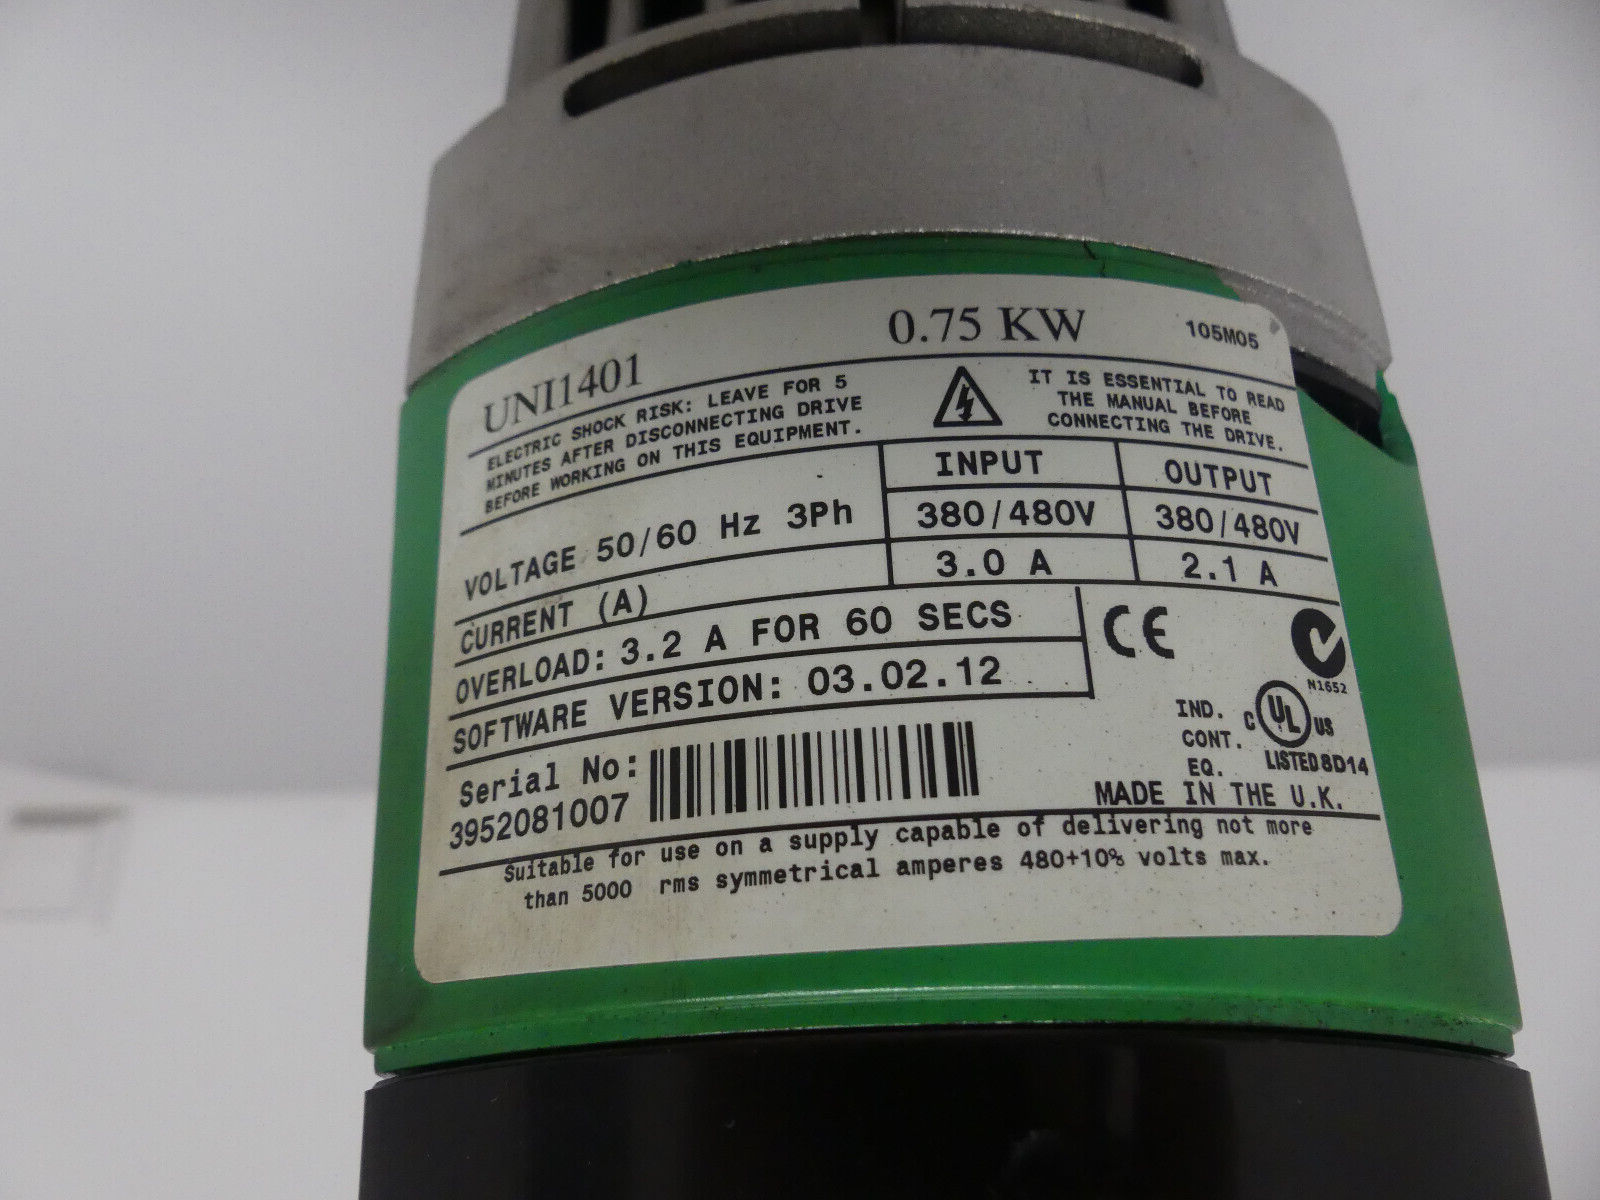 UNI1401 0.75 KW 105M05
ELECTRIC SHOCK RISK: LEAVE FOR 5
MINUTES AFTER DISCONNECTING DRIVE
BEFORE WORKING ON THIS EQUIPMENT.
IT IS ESSENTIAL TO READ
THE MANUAL BEFORE
CONNECTING THE DRIVE.
INPUT OUTPUT
VOLTAGE 50/60 Hz 3Ph 380/480V 380/480V
CURRENT (A) 3.0 A 2.1 A
OVERLOAD: 3.2 A FOR 60 SECS
SOFTWARE VERSION: 03.02.12
CE
N1652
Serial No:
3952081007
IND.
CONT.
EQ.
C UL US
LISTED 8D14
MADE IN THE U.K.
Suitable for use on a supply capable of delivering not more
than 5000 rms symmetrical amperes 480+10% volts max.